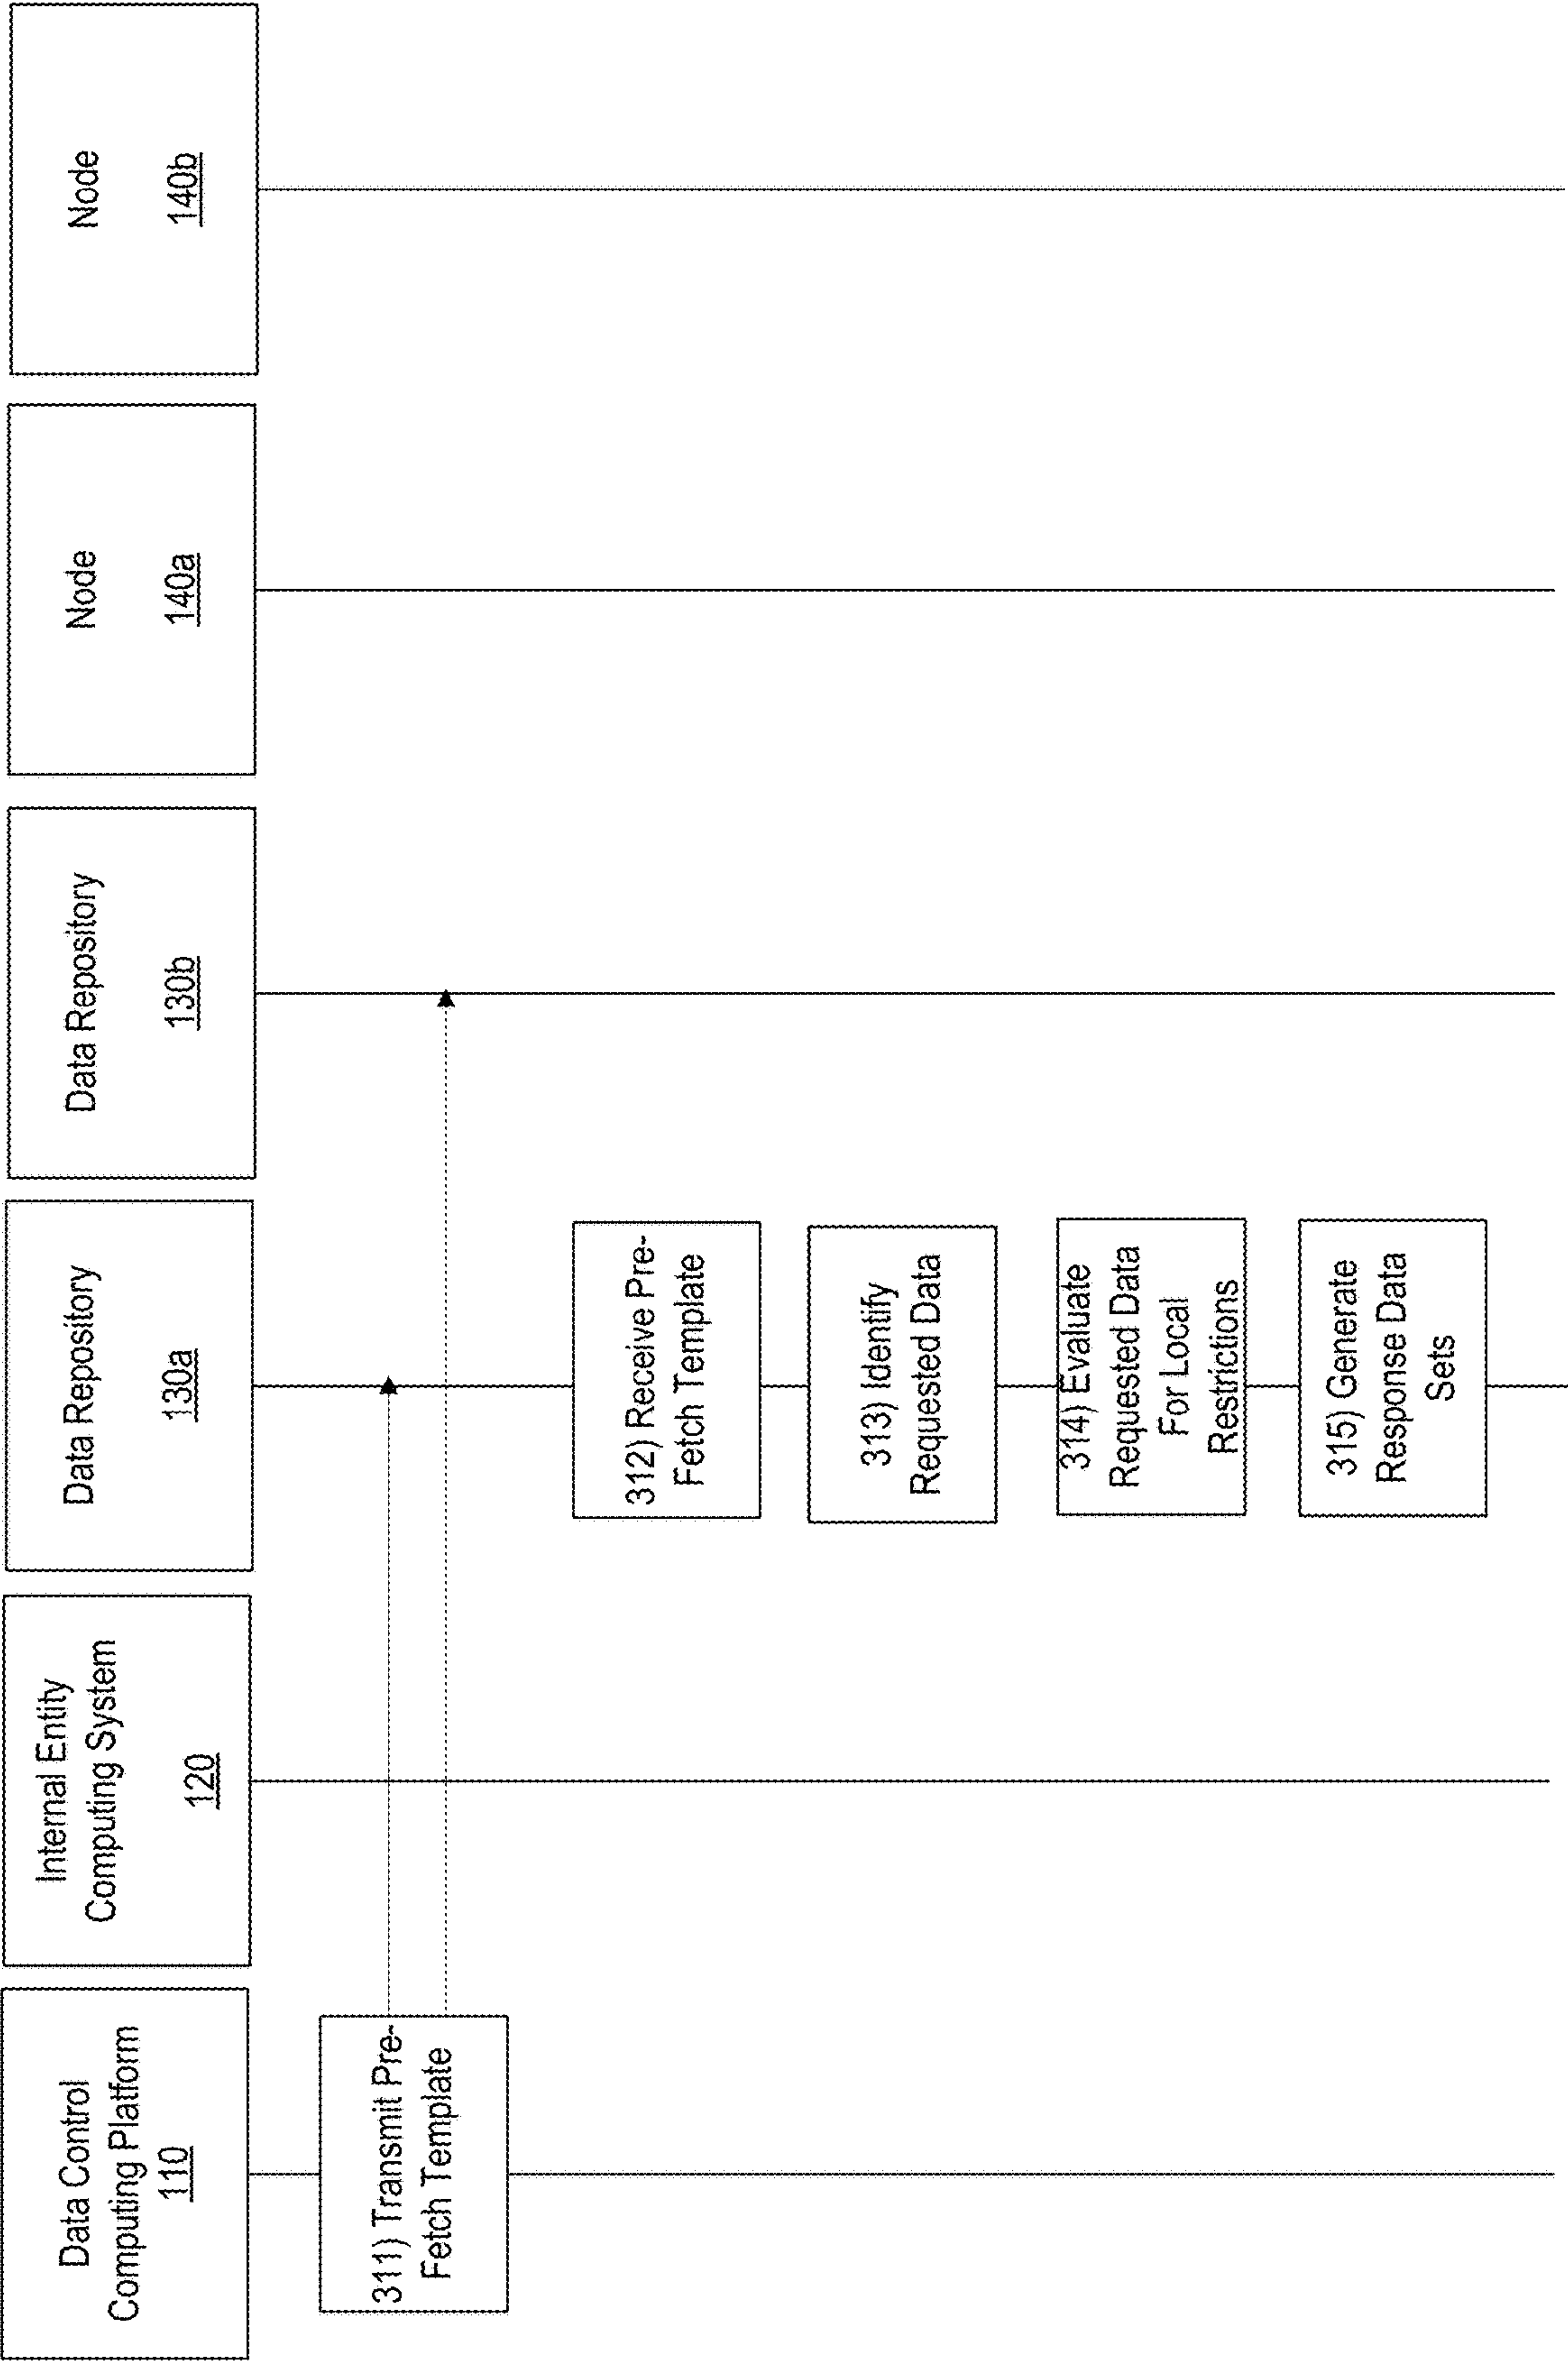 Data Control
Computing Platform
110
Internal Entity
Computing System
120
Data Repository
130a
Data Repository
130b
Node
140a
Node
140b
311) Transmit Pre-
Fetch Template
312) Receive Pre-
Fetch Template
313) Identify
Requested Data
314) Evaluate
Requested Data
For Local
Restrictions
315) Generate
Response Data
Sets